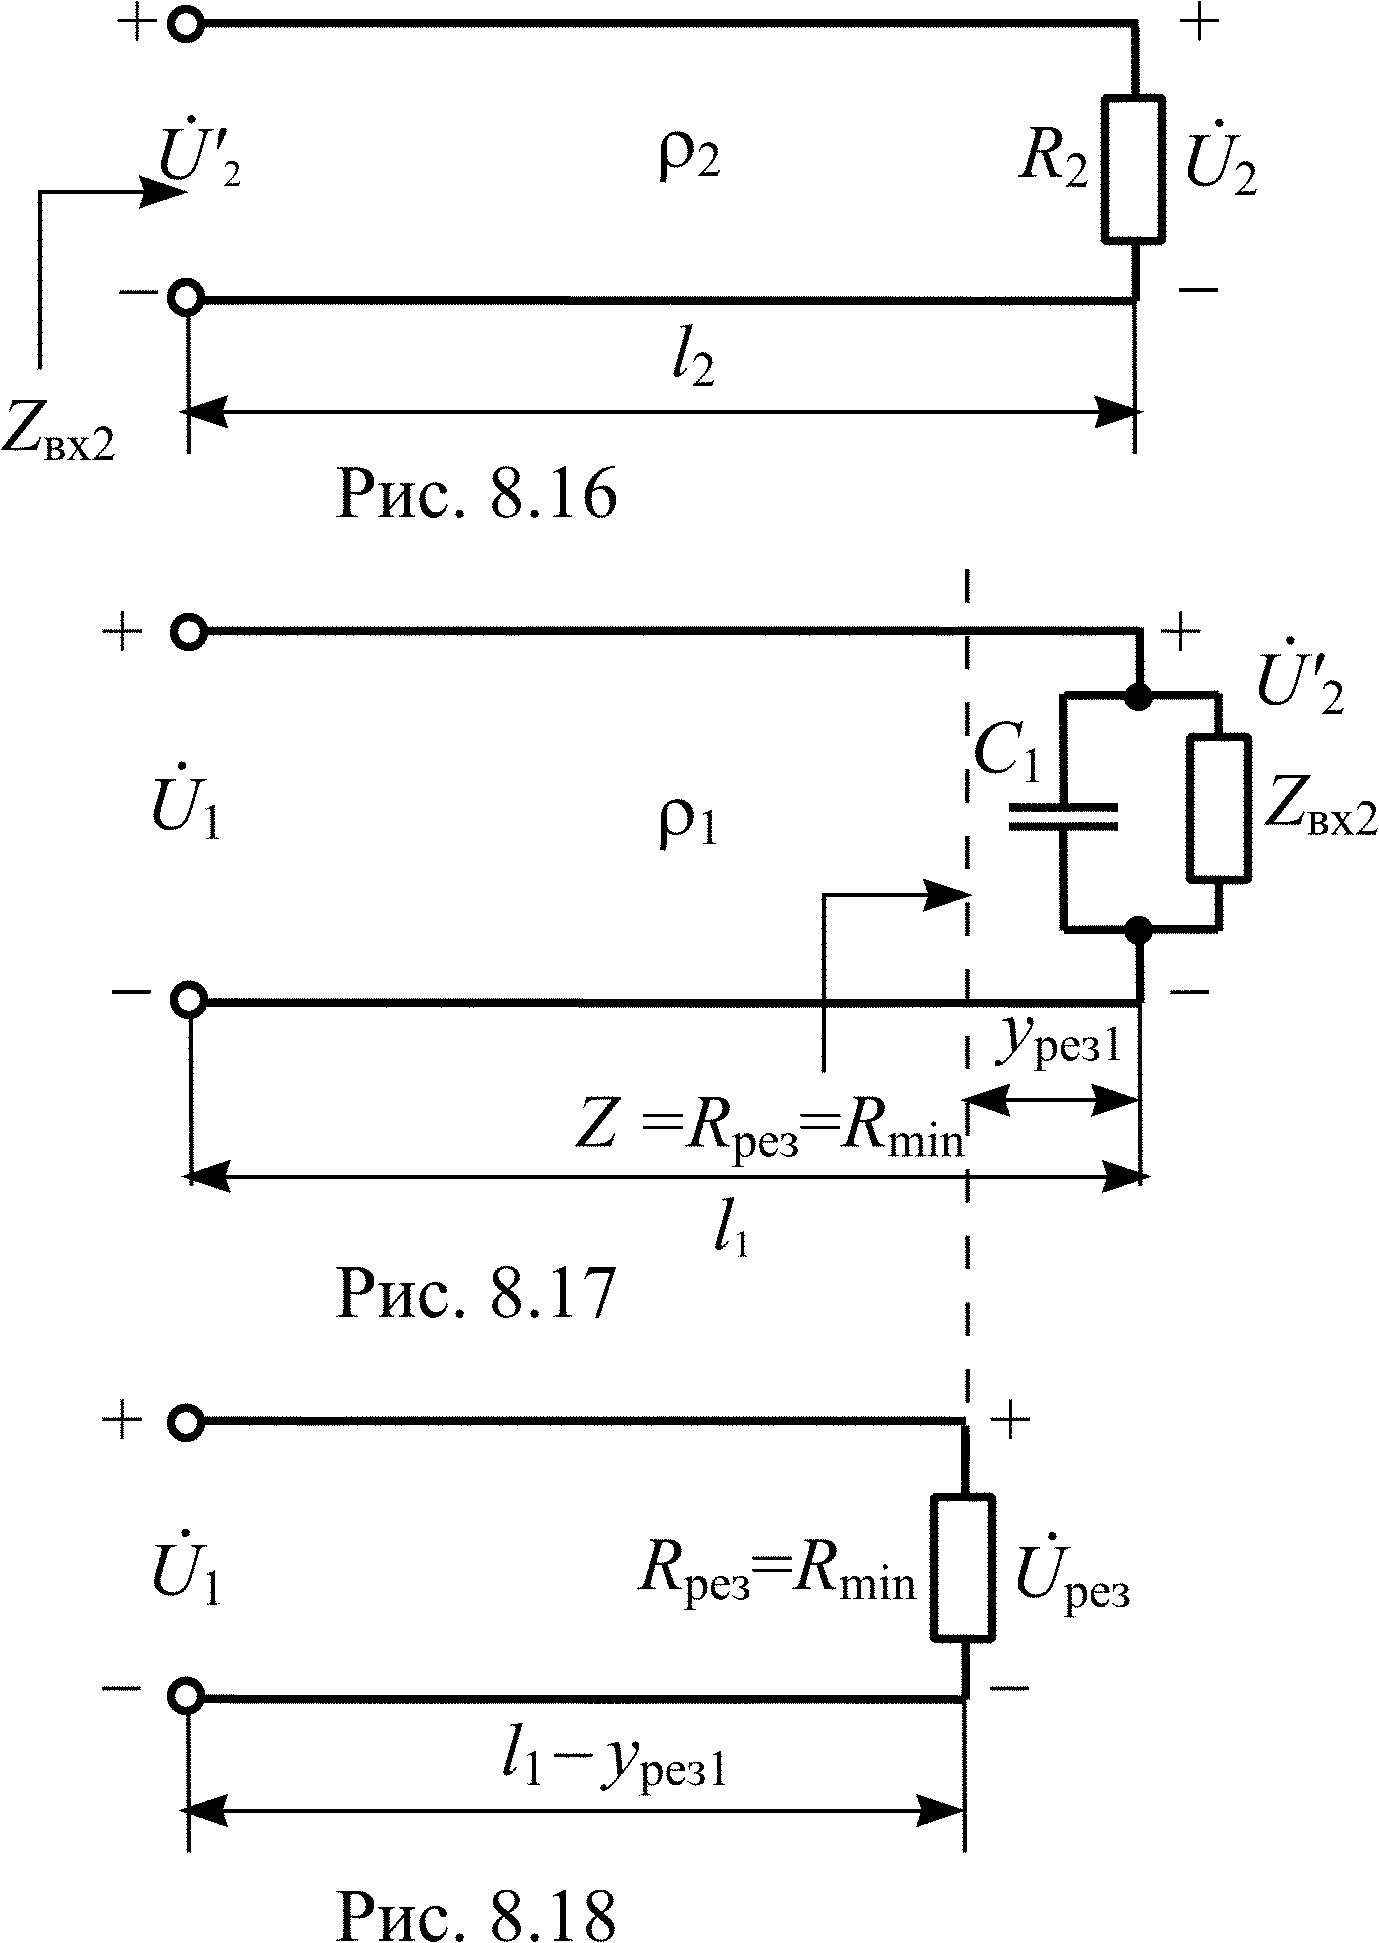 + +
U̇′₂ ρ₂ R₂ U̇₂
− −
Zвх2
l₂
Рис. 8.16
+ +
U̇′₂
C₁
U̇₁ ρ₁ Zвх2
− −
yрез1
Z =Rрез=Rmin
l₁
Рис. 8.17
+ +
U̇₁ Rрез=Rmin U̇рез
− −
l₁−yрез1
Рис. 8.18